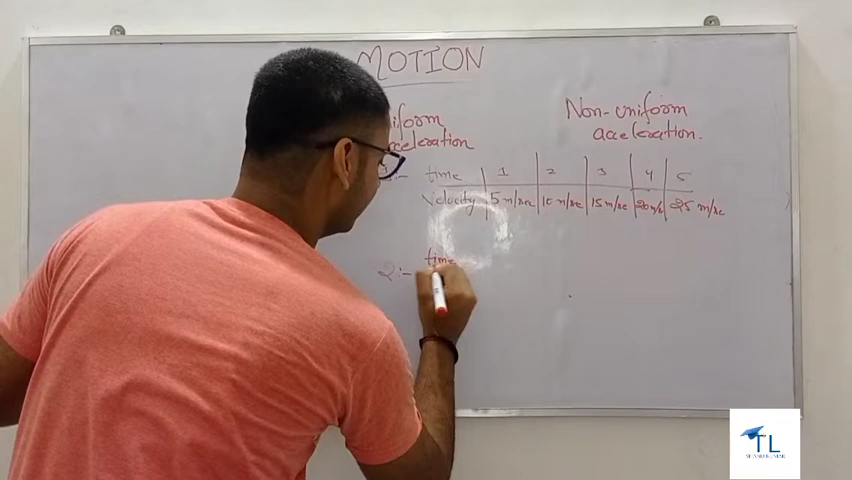 MOTION
iform
celeration
Non-uniform
acceleration.
time 1 2 3 4 5
Velocity 5 m/sec 10 m/sec 15 m/sec 20 m/s 25 m/sec
2:- time
TL